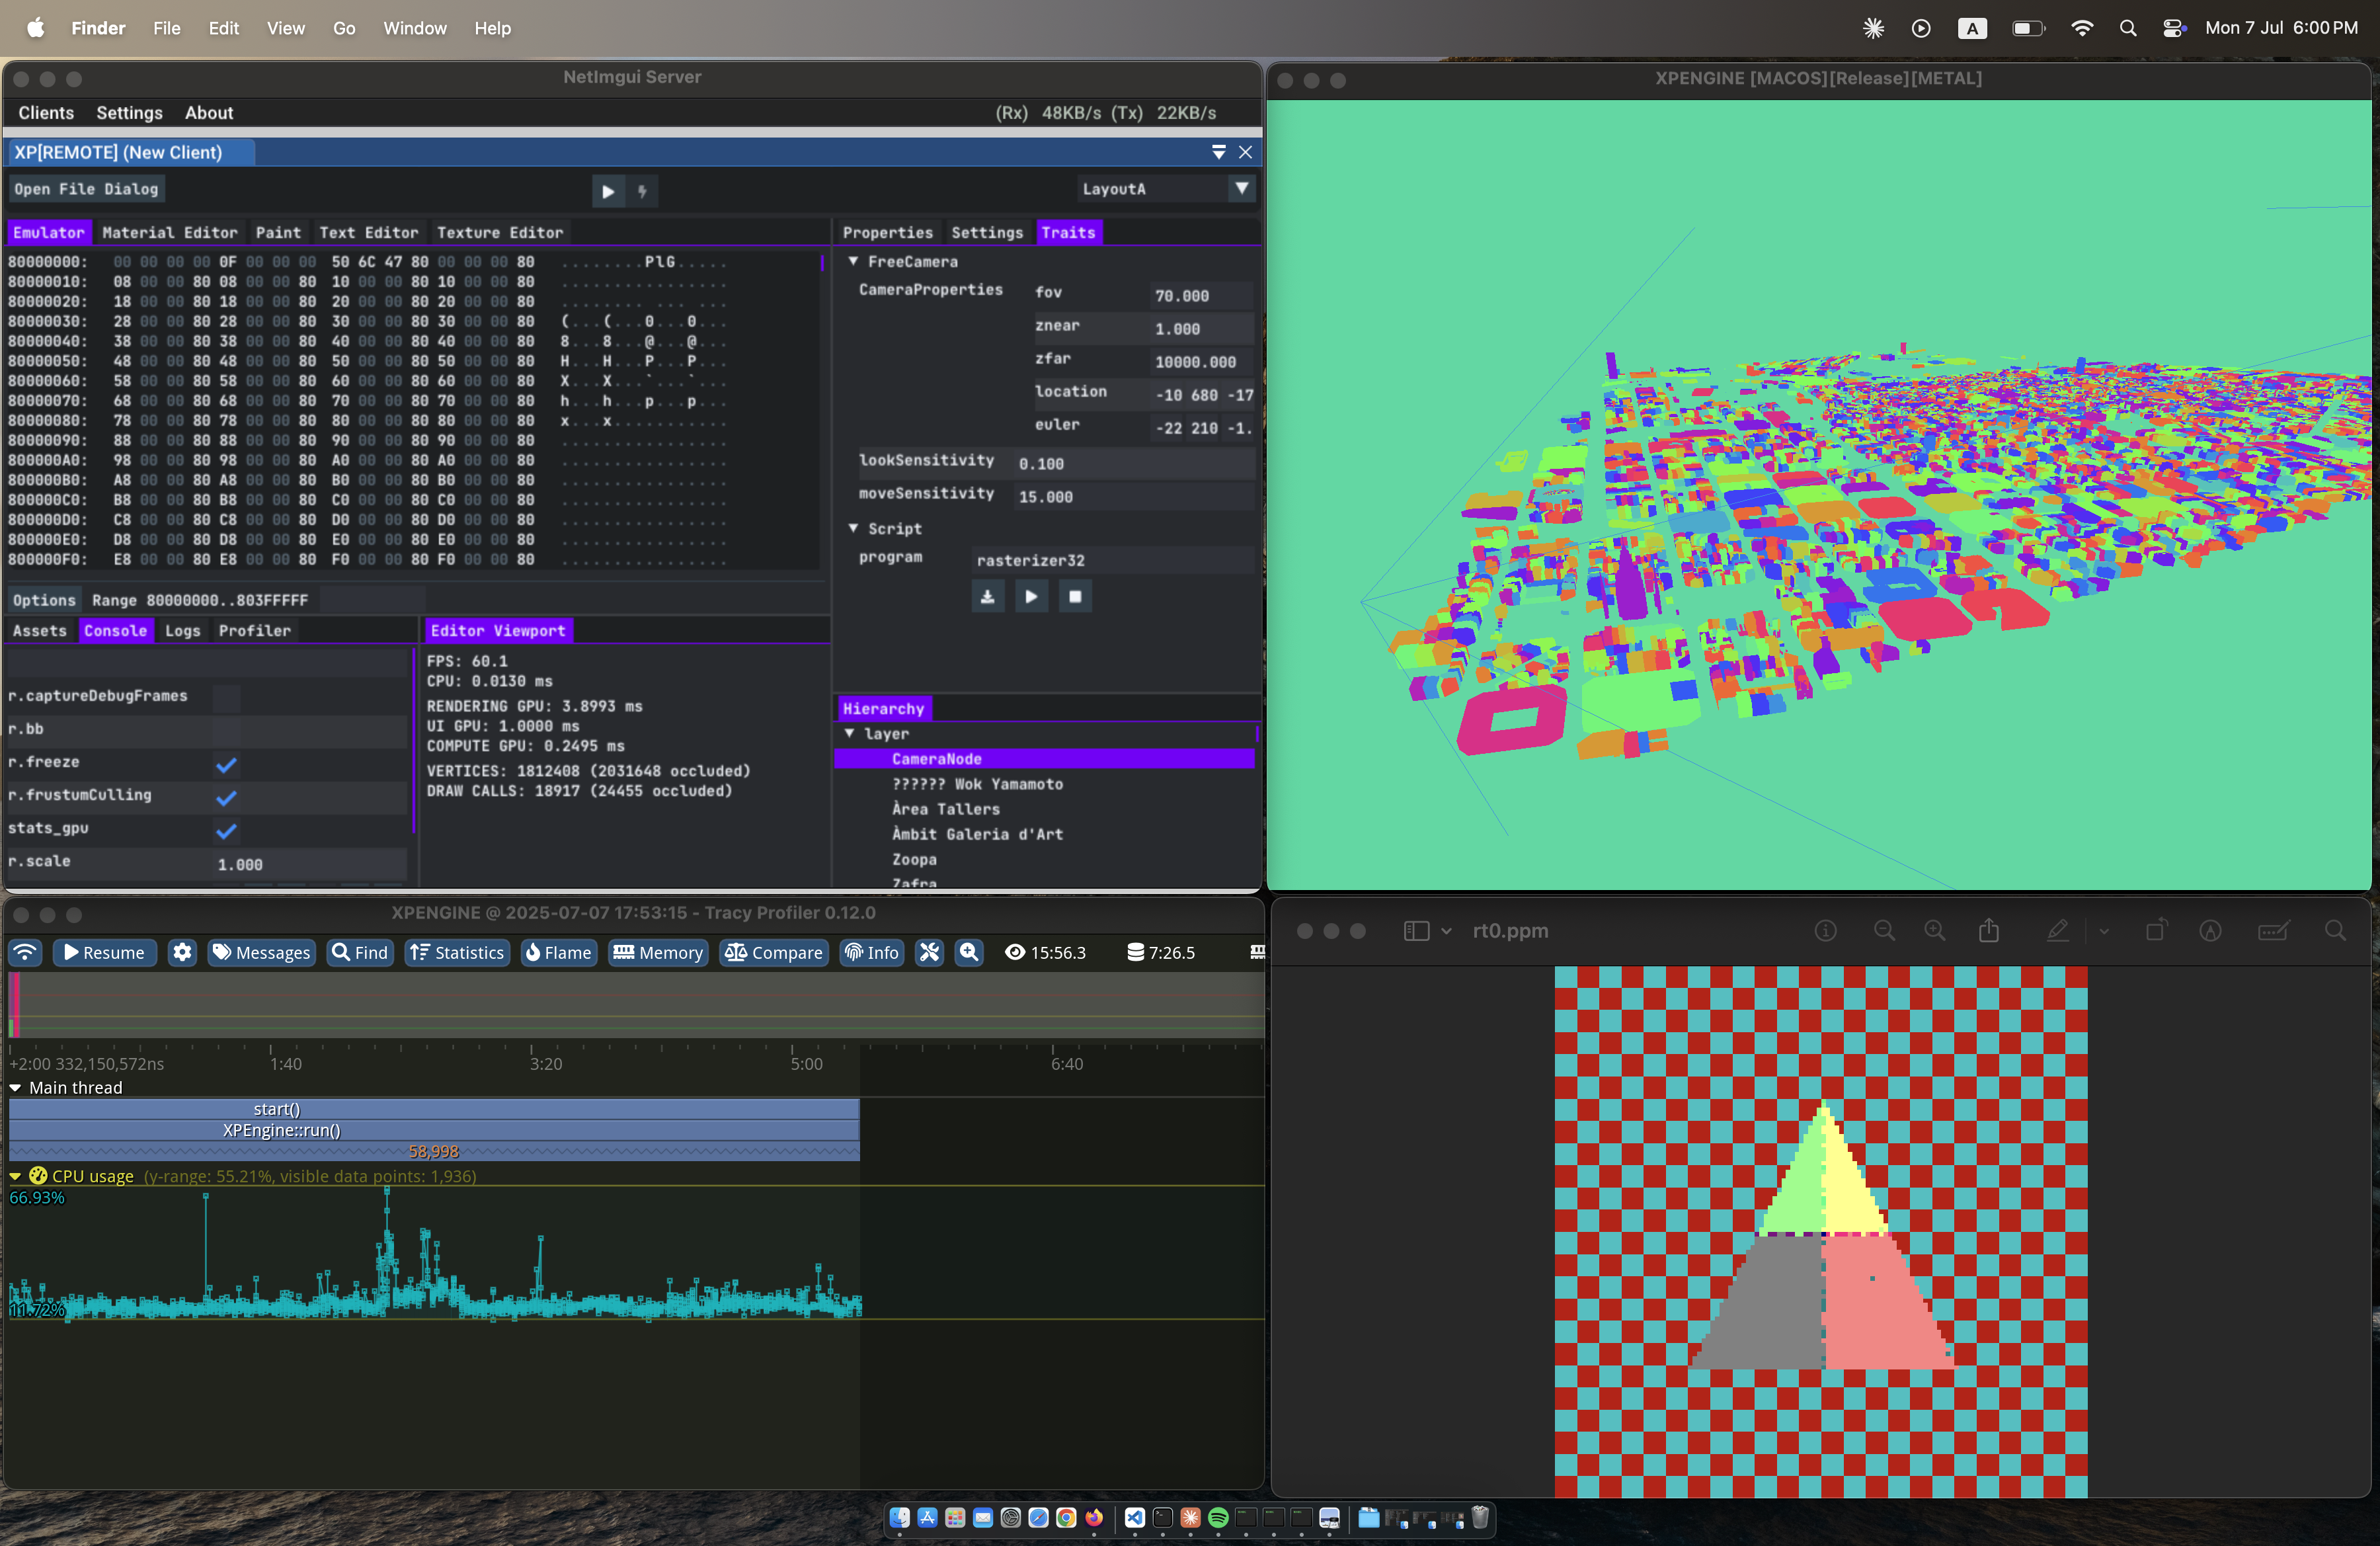 Finder File Edit View Go Window Help
A Mon 7 Jul 6:00 PM
NetImgui Server
Clients Settings About (Rx) 48KB/s (Tx) 22KB/s
XP[REMOTE] (New Client)
Open File Dialog LayoutA
Emulator Material Editor Paint Text Editor Texture Editor
80000000: 00 00 00 00 0F 00 00 00 50 6C 47 80 00 00 00 80 ........PlG.....
80000010: 08 00 00 80 08 00 00 80 10 00 00 80 10 00 00 80 ................
80000020: 18 00 00 80 18 00 00 80 20 00 00 80 20 00 00 80 ........ ... ...
80000030: 28 00 00 80 28 00 00 80 30 00 00 80 30 00 00 80 (...(...0...0...
80000040: 38 00 00 80 38 00 00 80 40 00 00 80 40 00 00 80 8...8...@...@...
80000050: 48 00 00 80 48 00 00 80 50 00 00 80 50 00 00 80 H...H...P...P...
80000060: 58 00 00 80 58 00 00 80 60 00 00 80 60 00 00 80 X...X...`...`...
80000070: 68 00 00 80 68 00 00 80 70 00 00 80 70 00 00 80 h...h...p...p...
80000080: 78 00 00 80 78 00 00 80 80 00 00 80 80 00 00 80 x...x...........
80000090: 88 00 00 80 88 00 00 80 90 00 00 80 90 00 00 80 ................
800000A0: 98 00 00 80 98 00 00 80 A0 00 00 80 A0 00 00 80 ................
800000B0: A8 00 00 80 A8 00 00 80 B0 00 00 80 B0 00 00 80 ................
800000C0: B8 00 00 80 B8 00 00 80 C0 00 00 80 C0 00 00 80 ................
800000D0: C8 00 00 80 C8 00 00 80 D0 00 00 80 D0 00 00 80 ................
800000E0: D8 00 00 80 D8 00 00 80 E0 00 00 80 E0 00 00 80 ................
800000F0: E8 00 00 80 E8 00 00 80 F0 00 00 80 F0 00 00 80 ................
Options Range 80000000..803FFFFF
Properties Settings Traits
FreeCamera
CameraProperties fov 70.000
znear 1.000
zfar 10000.000
location -10 680 -17
euler -22 210 -1.
lookSensitivity 0.100
moveSensitivity 15.000
Script
program rasterizer32
Assets Console Logs Profiler
r.captureDebugFrames
r.bb
r.freeze
r.frustumCulling
stats_gpu
r.scale 1.000
Editor Viewport
FPS: 60.1
CPU: 0.0130 ms
RENDERING GPU: 3.8993 ms
UI GPU: 1.0000 ms
COMPUTE GPU: 0.2495 ms
VERTICES: 1812408 (2031648 occluded)
DRAW CALLS: 18917 (24455 occluded)
Hierarchy
layer
CameraNode
?????? Wok Yamamoto
Àrea Tallers
Àmbit Galeria d'Art
Zoopa
Zafra
XPENGINE [MACOS][Release][METAL]
XPENGINE @ 2025-07-07 17:53:15 - Tracy Profiler 0.12.0
Resume Messages Find Statistics Flame Memory Compare Info 15:56.3 7:26.5
+2:00 332,150,572ns 1:40 3:20 5:00 6:40
Main thread
start()
XPEngine::run()
58,998
CPU usage (y-range: 55.21%, visible data points: 1,936)
66.93%
11.72%
rt0.ppm